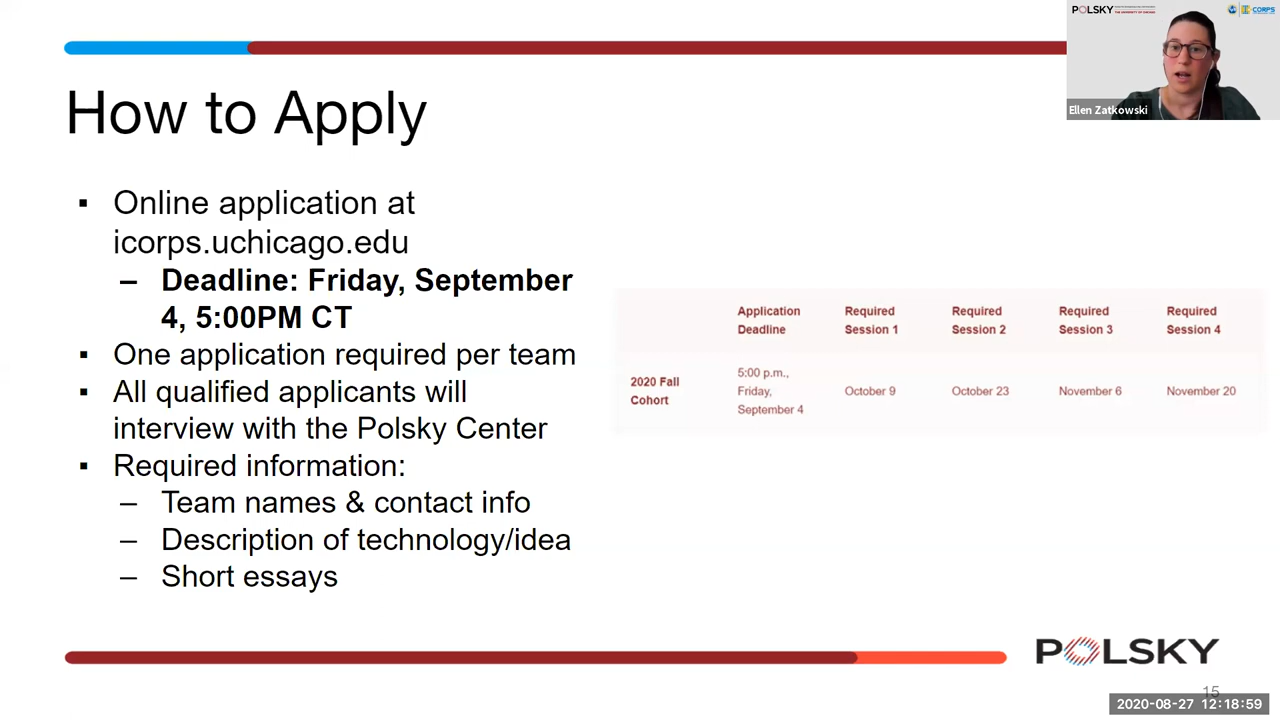 POLSKY
I-CORPS
Ellen Zatkowski
How to Apply
▪ Online application at
icorps.uchicago.edu
– Deadline: Friday, September
4, 5:00PM CT
▪ One application required per team
▪ All qualified applicants will
interview with the Polsky Center
▪ Required information:
– Team names & contact info
– Description of technology/idea
– Short essays
Application Deadline
Required Session 1
Required Session 2
Required Session 3
Required Session 4
2020 Fall Cohort
5:00 p.m.,
Friday,
September 4
October 9
October 23
November 6
November 20
POLSKY
15
2020-08-27 12:18:59